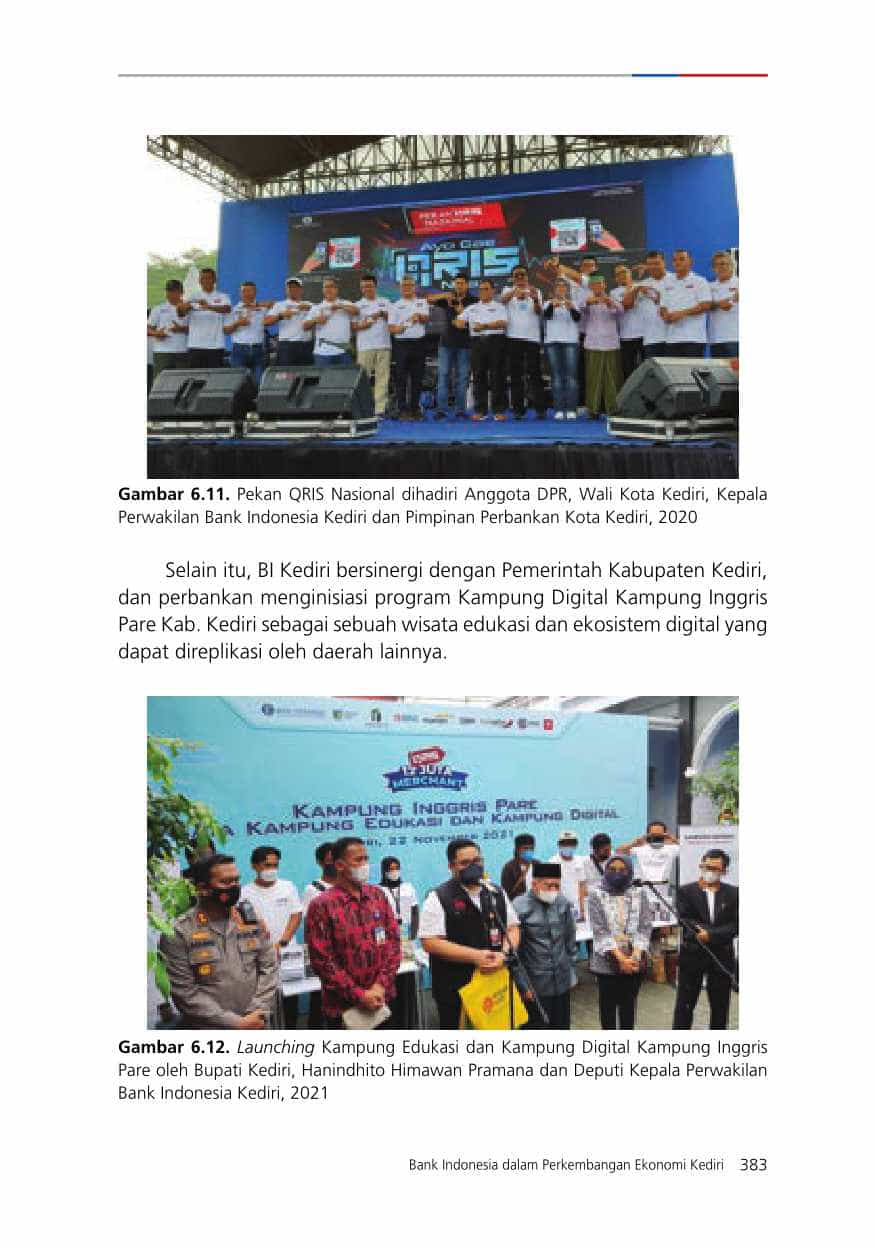 PEKAN QRIS
NASIONAL
Ayo Gae
QRIS
Gambar 6.11. Pekan QRIS Nasional dihadiri Anggota DPR, Wali Kota Kediri, Kepala
Perwakilan Bank Indonesia Kediri dan Pimpinan Perbankan Kota Kediri, 2020
Selain itu, BI Kediri bersinergi dengan Pemerintah Kabupaten Kediri,
dan perbankan menginisiasi program Kampung Digital Kampung Inggris
Pare Kab. Kediri sebagai sebuah wisata edukasi dan ekosistem digital yang
dapat direplikasi oleh daerah lainnya.
QRIS
12 JUTA
MERCHANT
KAMPUNG INGGRIS PARE
KAMPUNG EDUKASI DAN KAMPUNG DIGITAL
22 NOVEMBER 2021
Gambar 6.12. Launching Kampung Edukasi dan Kampung Digital Kampung Inggris
Pare oleh Bupati Kediri, Hanindhito Himawan Pramana dan Deputi Kepala Perwakilan
Bank Indonesia Kediri, 2021
Bank Indonesia dalam Perkembangan Ekonomi Kediri 383